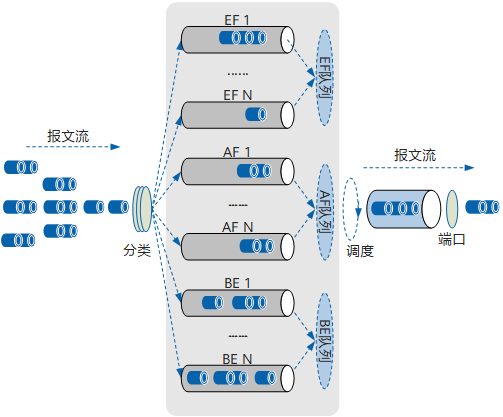 EF 1
······
EF N
EF队列
报文流
AF 1
······
AF N
AF队列
分类
BE 1
······
BE N
BE队列
调度
报文流
端口